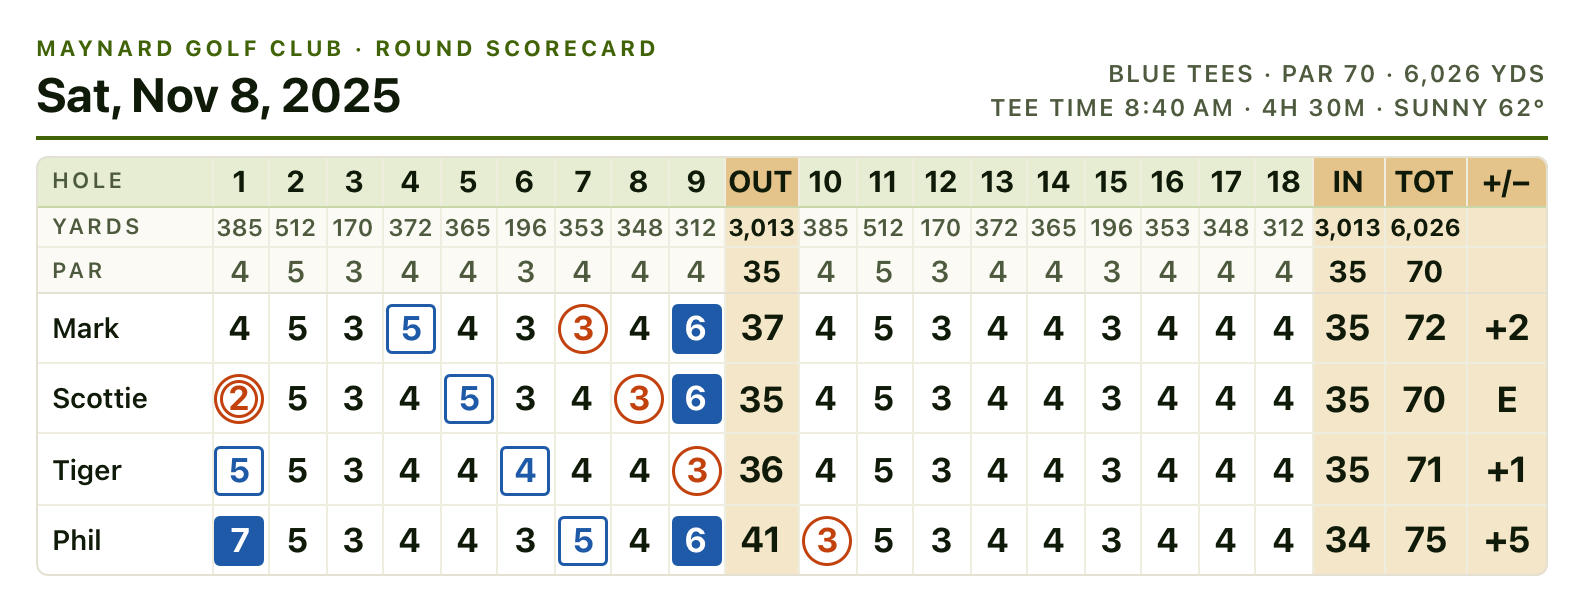 MAYNARD GOLF CLUB · ROUND SCORECARD
Sat, Nov 8, 2025
BLUE TEES · PAR 70 · 6,026 YDS
TEE TIME 8:40 AM · 4H 30M · SUNNY 62°
HOLE 1 2 3 4 5 6 7 8 9 OUT 10 11 12 13 14 15 16 17 18 IN TOT +/−
YARDS 385 512 170 372 365 196 353 348 312 3,013 385 512 170 372 365 196 353 348 312 3,013 6,026
PAR 4 5 3 4 4 3 4 4 4 35 4 5 3 4 4 3 4 4 4 35 70
Mark 4 5 3 5 4 3 3 4 6 37 4 5 3 4 4 3 4 4 4 35 72 +2
Scottie 2 5 3 4 5 3 4 3 6 35 4 5 3 4 4 3 4 4 4 35 70 E
Tiger 5 5 3 4 4 4 4 4 3 36 4 5 3 4 4 3 4 4 4 35 71 +1
Phil 7 5 3 4 4 3 5 4 6 41 3 5 3 4 4 3 4 4 4 34 75 +5